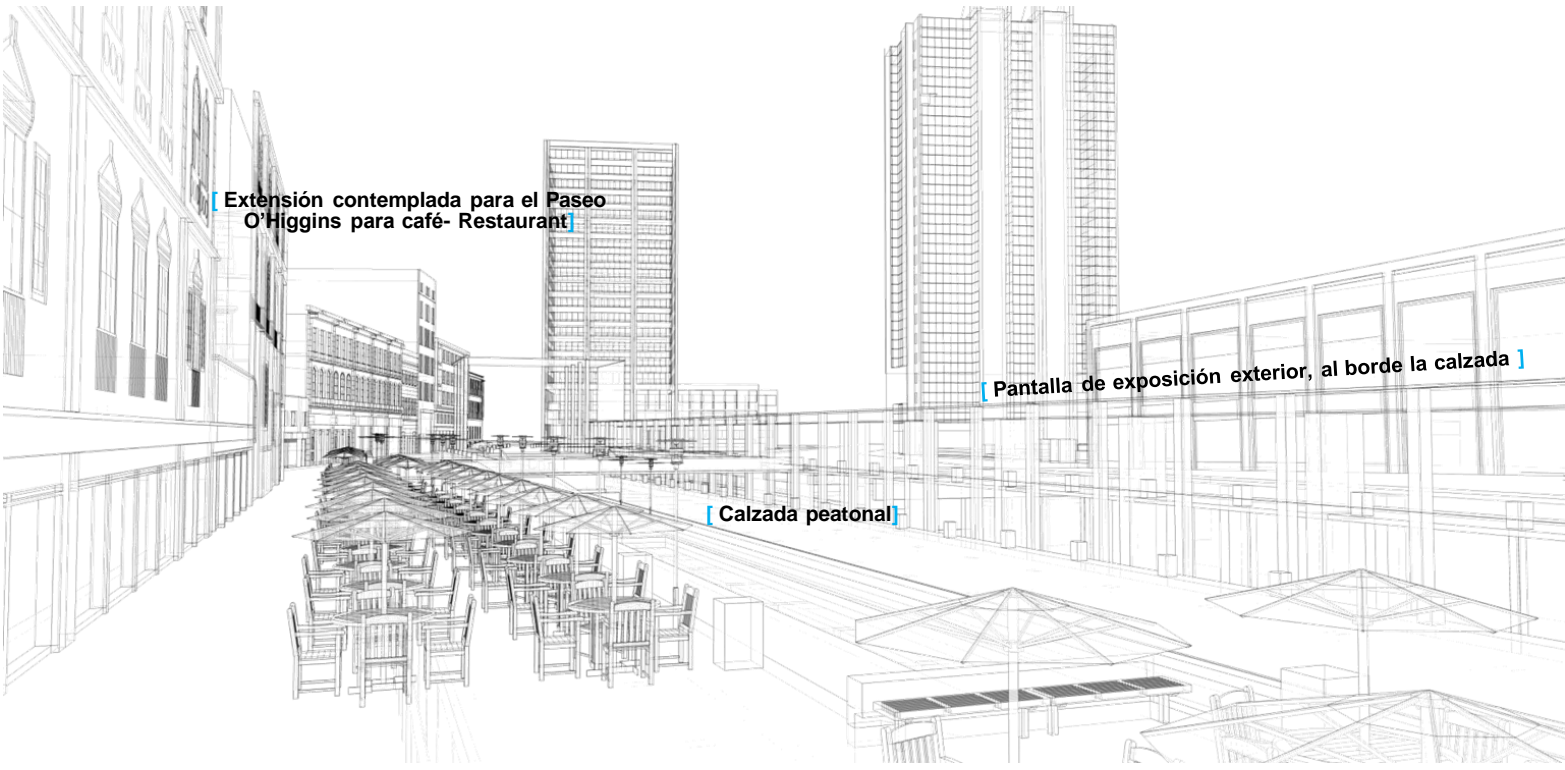 [ Extensión contemplada para el Paseo
O’Higgins para café- Restaurant]
[ Pantalla de exposición exterior, al borde la calzada ]
[ Calzada peatonal]